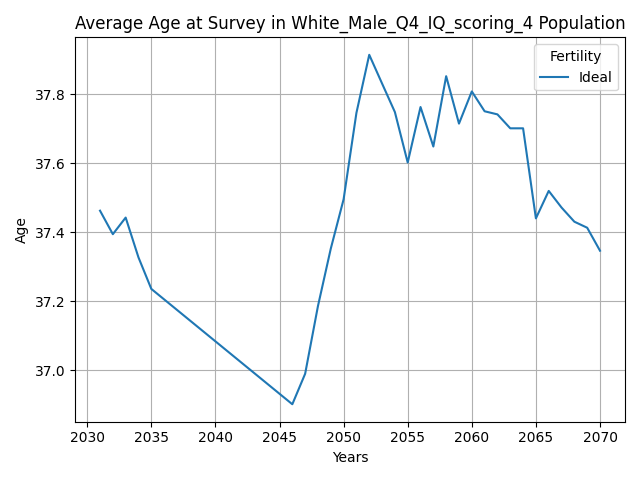 Average Age at Survey in White_Male_Q4_IQ_scoring_4 Population
Fertility
Ideal
37.8
37.6
37.4
37.2
37.0
Age
2030 2035 2040 2045 2050 2055 2060 2065 2070
Years